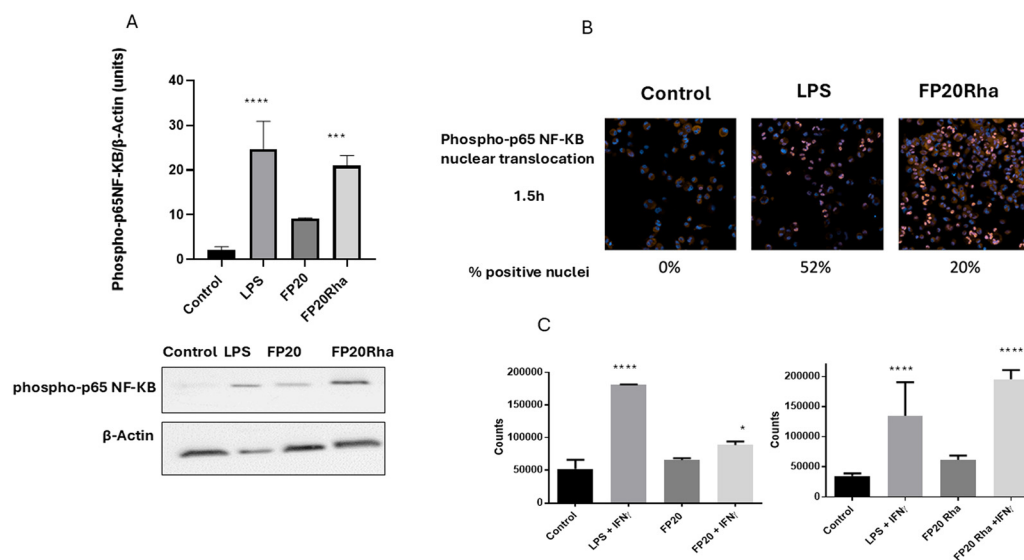 A
Phospho-p65NF-KB/β-Actin (units)
40
30
20
10
0
****
***
Control
LPS
FP20
FP20Rha
Control LPS FP20 FP20Rha
phospho-p65 NF-KB
β-Actin
B
Control LPS FP20Rha
Phospho-p65 NF-KB
nuclear translocation
1.5h
% positive nuclei 0% 52% 20%
C
Counts
200000
150000
100000
50000
0
****
*
Control
LPS + IFNγ
FP20
FP20 + IFNγ
Counts
200000
150000
100000
50000
0
****
****
Control
LPS + IFNγ
FP20 Rha
FP20 Rha +IFNγ